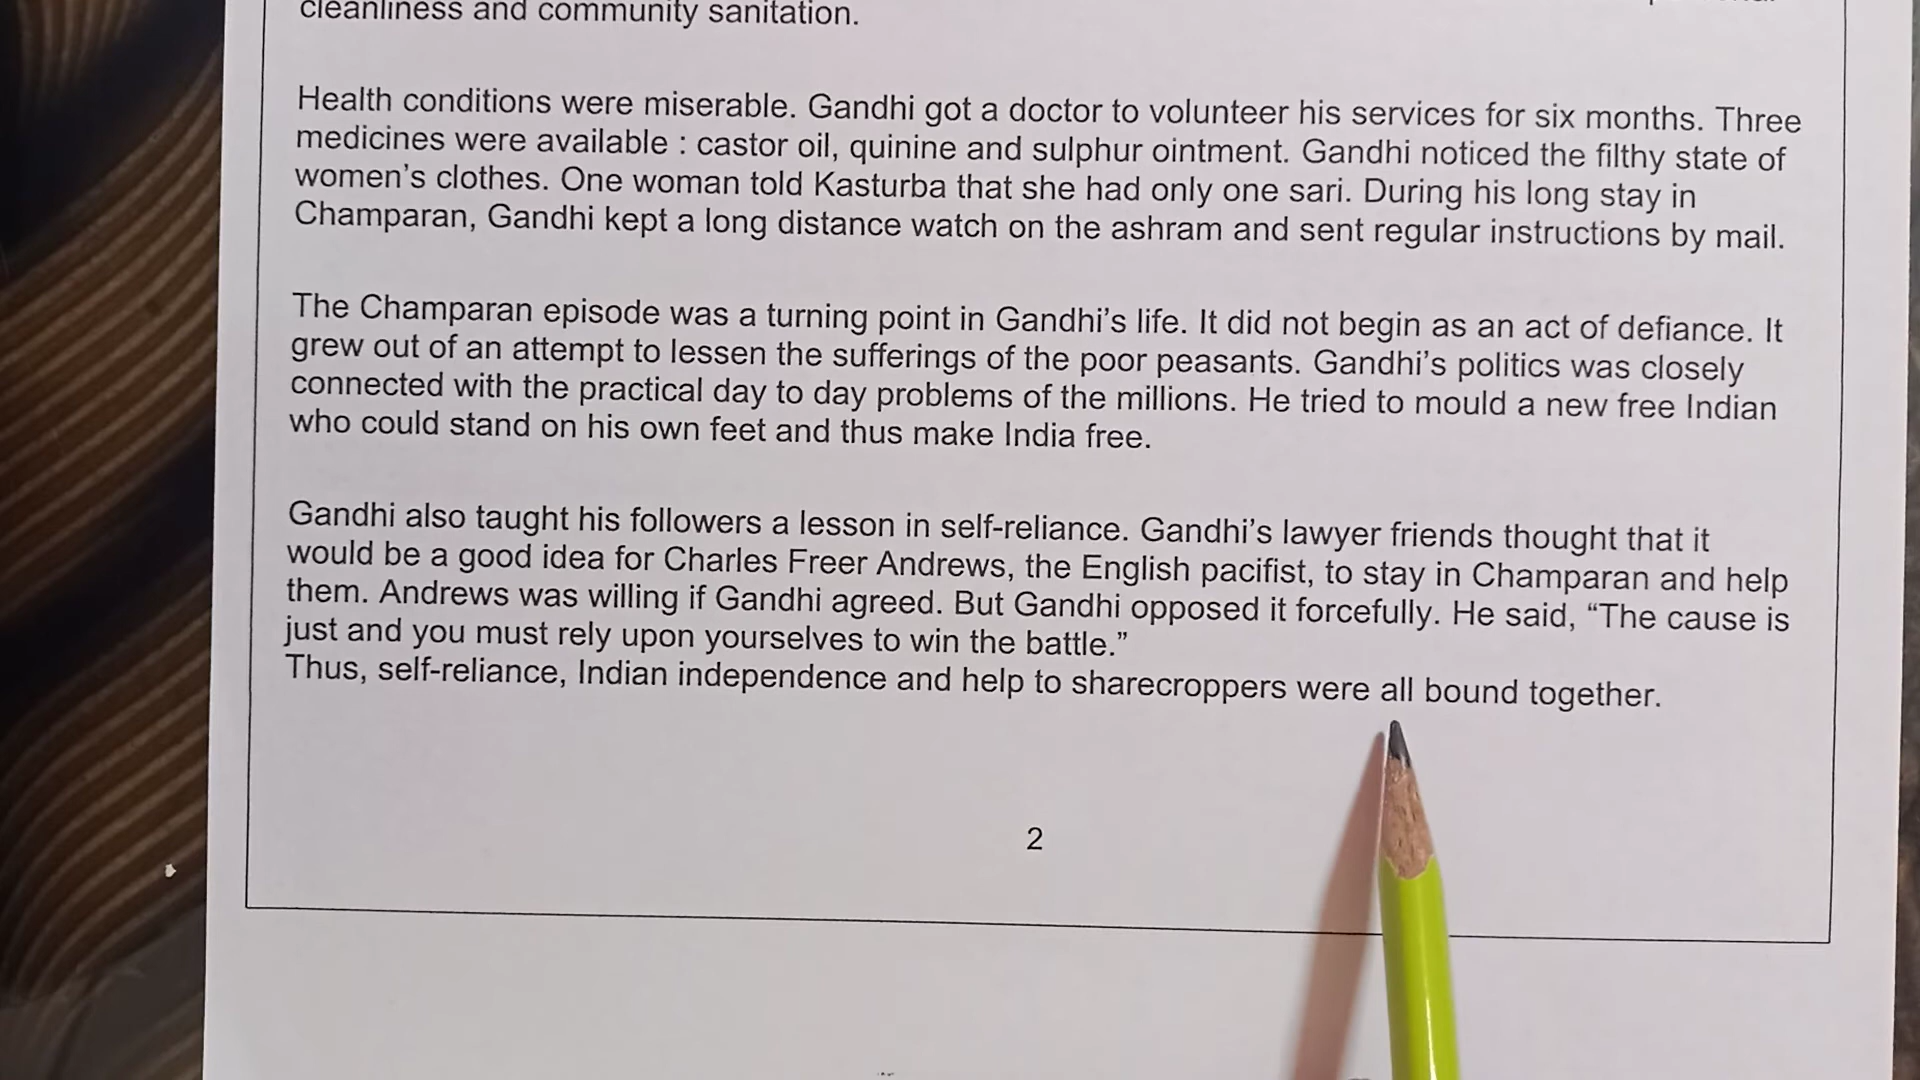 cleanliness and community sanitation.
Health conditions were miserable. Gandhi got a doctor to volunteer his services for six months. Three
medicines were available : castor oil, quinine and sulphur ointment. Gandhi noticed the filthy state of
women's clothes. One woman told Kasturba that she had only one sari. During his long stay in
Champaran, Gandhi kept a long distance watch on the ashram and sent regular instructions by mail.
The Champaran episode was a turning point in Gandhi's life. It did not begin as an act of defiance. It
grew out of an attempt to lessen the sufferings of the poor peasants. Gandhi's politics was closely
connected with the practical day to day problems of the millions. He tried to mould a new free Indian
who could stand on his own feet and thus make India free.
Gandhi also taught his followers a lesson in self-reliance. Gandhi's lawyer friends thought that it
would be a good idea for Charles Freer Andrews, the English pacifist, to stay in Champaran and help
them. Andrews was willing if Gandhi agreed. But Gandhi opposed it forcefully. He said, “The cause is
just and you must rely upon yourselves to win the battle.”
Thus, self-reliance, Indian independence and help to sharecroppers were all bound together.
2